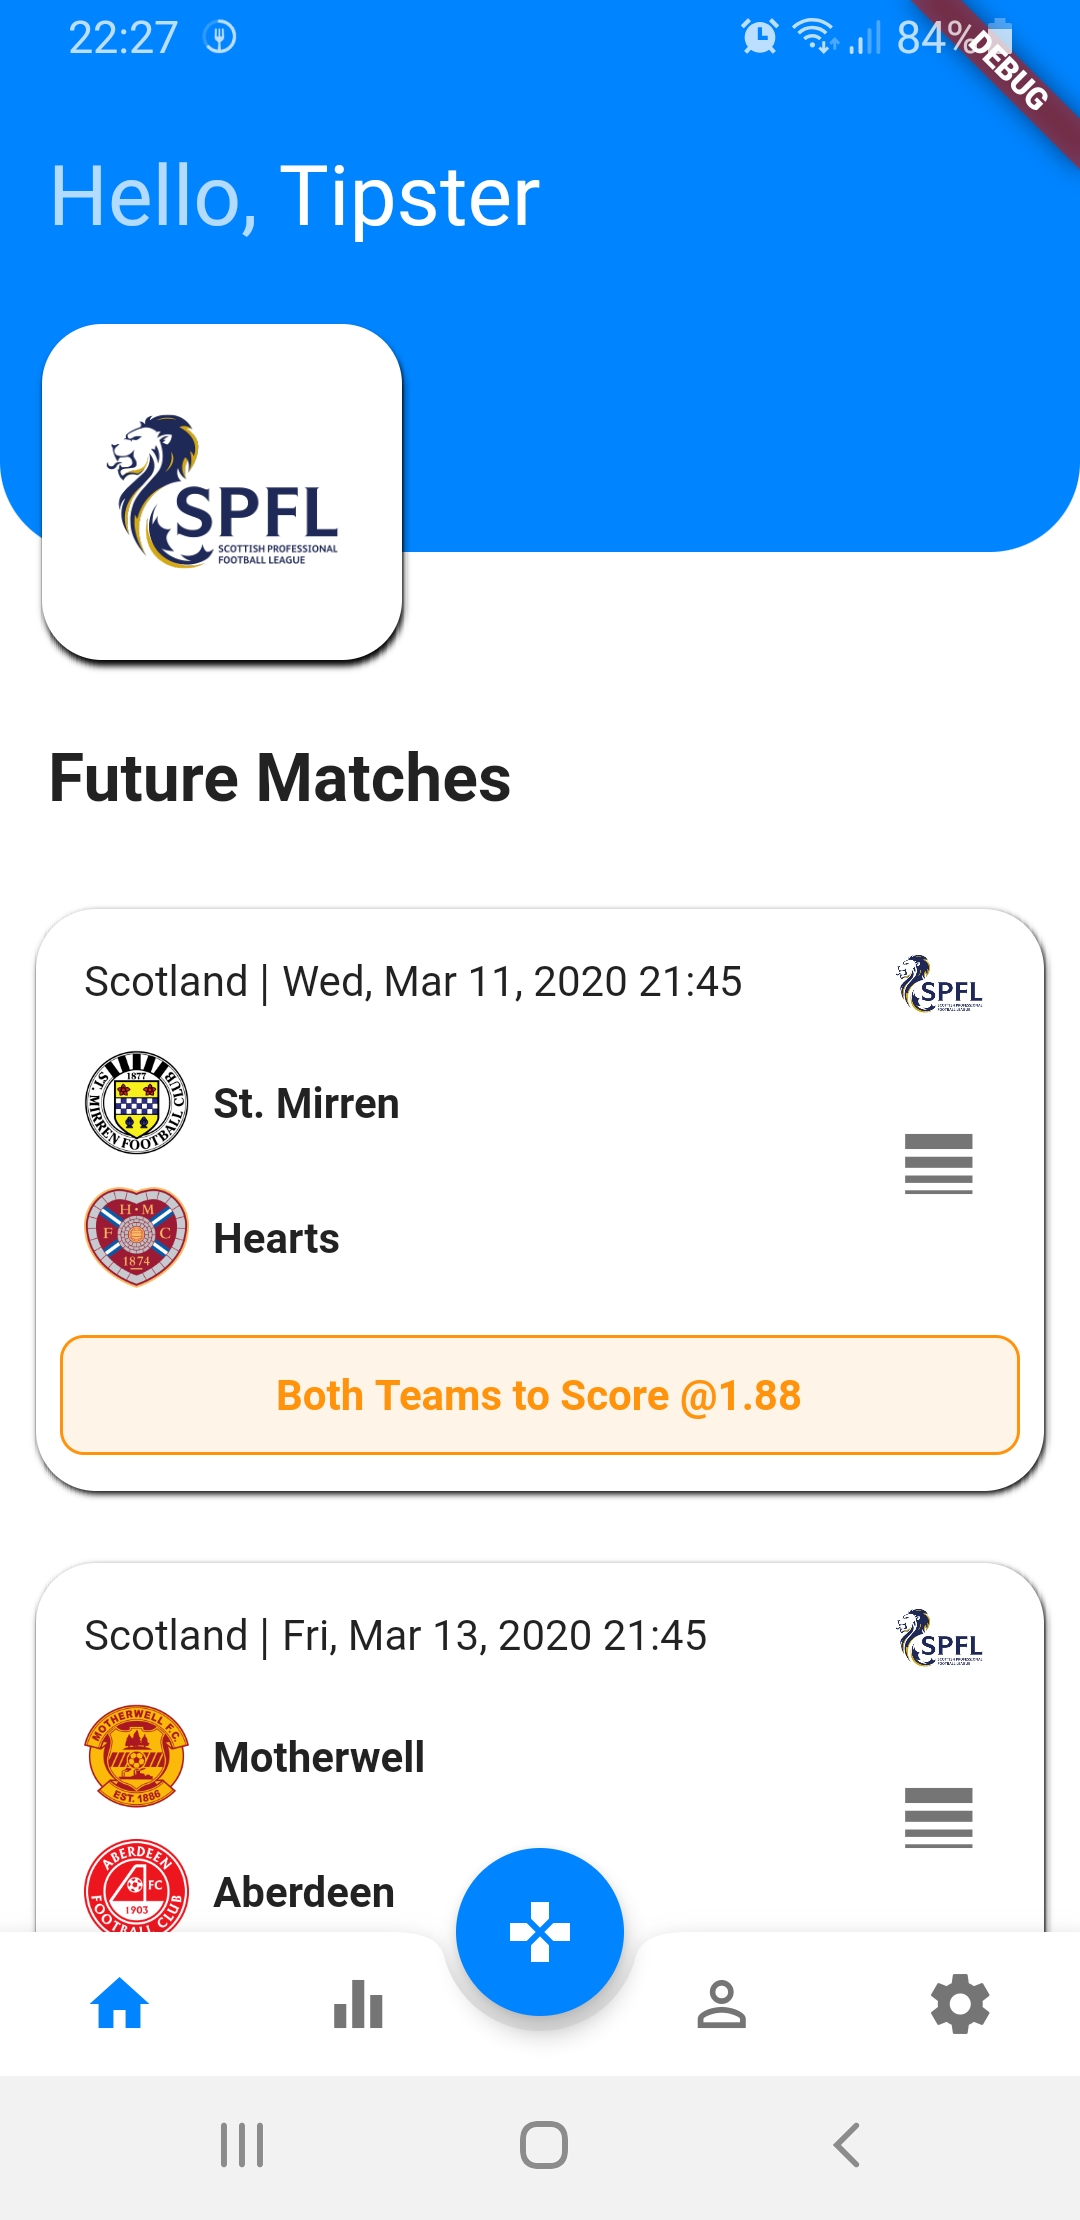 22:27
84%
DEBUG
Hello, Tipster
SPFL
SCOTTISH PROFESSIONAL
FOOTBALL LEAGUE
Future Matches
Scotland | Wed, Mar 11, 2020 21:45
SPFL
1877
ST. MIRREN FOOTBALL CLUB
St. Mirren
H·M
F C
1874
Hearts
Both Teams to Score @1.88
Scotland | Fri, Mar 13, 2020 21:45
SPFL
MOTHERWELL F.C.
EST. 1886
Motherwell
ABERDEEN
FC
1903
FOOTBALL CLUB
Aberdeen